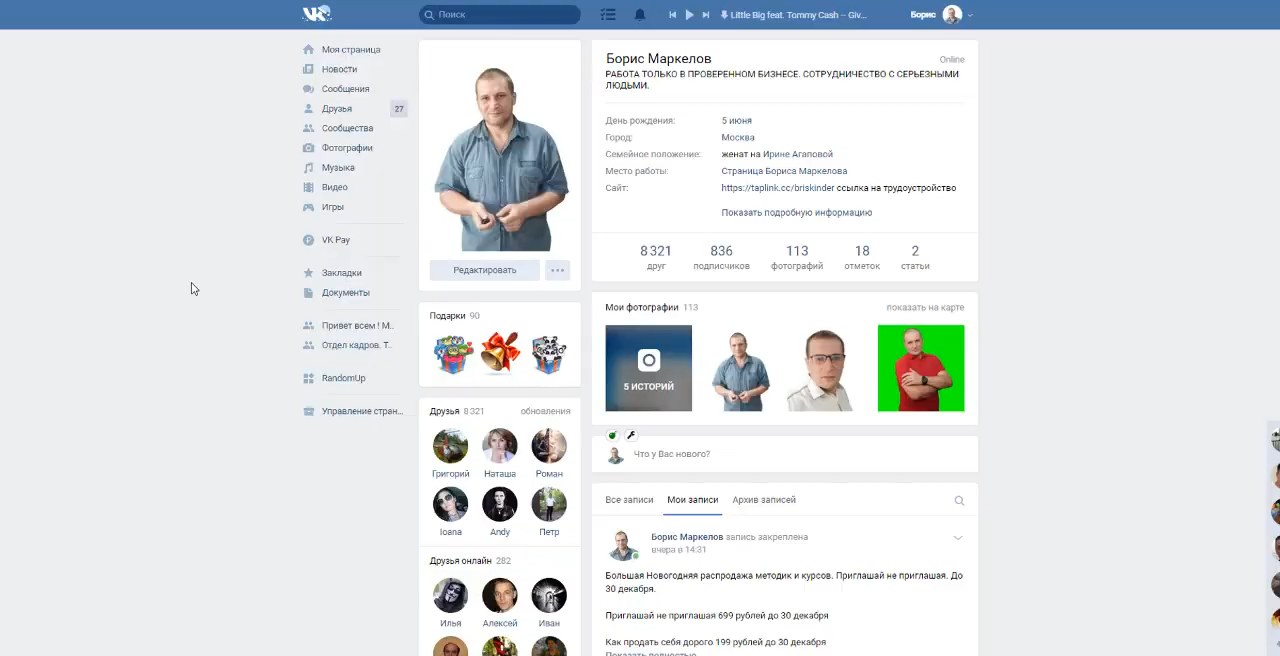 Поиск
Little Big feat. Tommy Cash – Giv...
Борис
Моя страница
Новости
Сообщения
Друзья 27
Сообщества
Фотографии
Музыка
Видео
Игры
VK Pay
Закладки
Документы
Привет всем ! М..
Отдел кадров. Т..
RandomUp
Управление стран...
Редактировать
Подарки 90
Друзья 8 321 обновления
Григорий Наташа Роман
Ioana Andy Петр
Друзья онлайн 282
Илья Алексей Иван
Борис Маркелов Online
РАБОТА ТОЛЬКО В ПРОВЕРЕННОМ БИЗНЕСЕ. СОТРУДНИЧЕСТВО С СЕРЬЕЗНЫМИ
ЛЮДЬМИ.
День рождения: 5 июня
Город: Москва
Семейное положение: женат на Ирине Агаповой
Место работы: Страница Бориса Маркелова
Сайт: https://taplink.cc/briskinder ссылка на трудоустройство
Показать подробную информацию
8 321 836 113 18 2
друг подписчиков фотографий отметок статьи
Мои фотографии 113 показать на карте
5 ИСТОРИЙ
Что у Вас нового?
Все записи Мои записи Архив записей
Борис Маркелов запись закреплена
вчера в 14:31
Большая Новогодняя распродажа методик и курсов. Приглашай не приглашая. До
30 декабря.
Приглашай не приглашая 699 рублей до 30 декабря
Как продать себя дорого 199 рублей до 30 декабря
Показать полностью